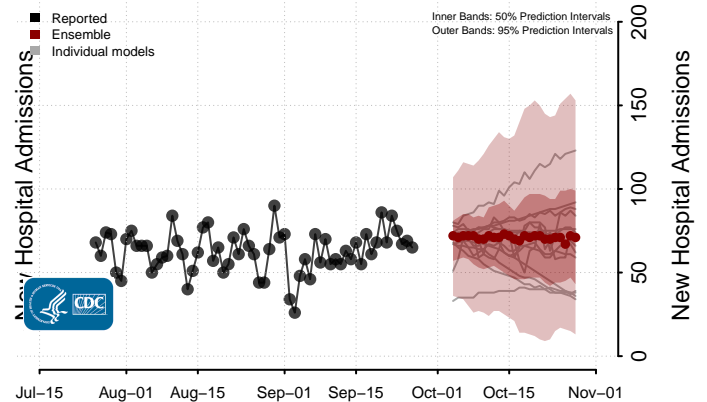 Reported
Ensemble
Individual models
Inner Bands: 50% Prediction Intervals
Outer Bands: 95% Prediction Intervals
New Hospital Admissions
New Hospital Admissions
200
150
100
50
0
CDC
Jul–15
Aug–01
Aug–15
Sep–01
Sep–15
Oct–01
Oct–15
Nov–01